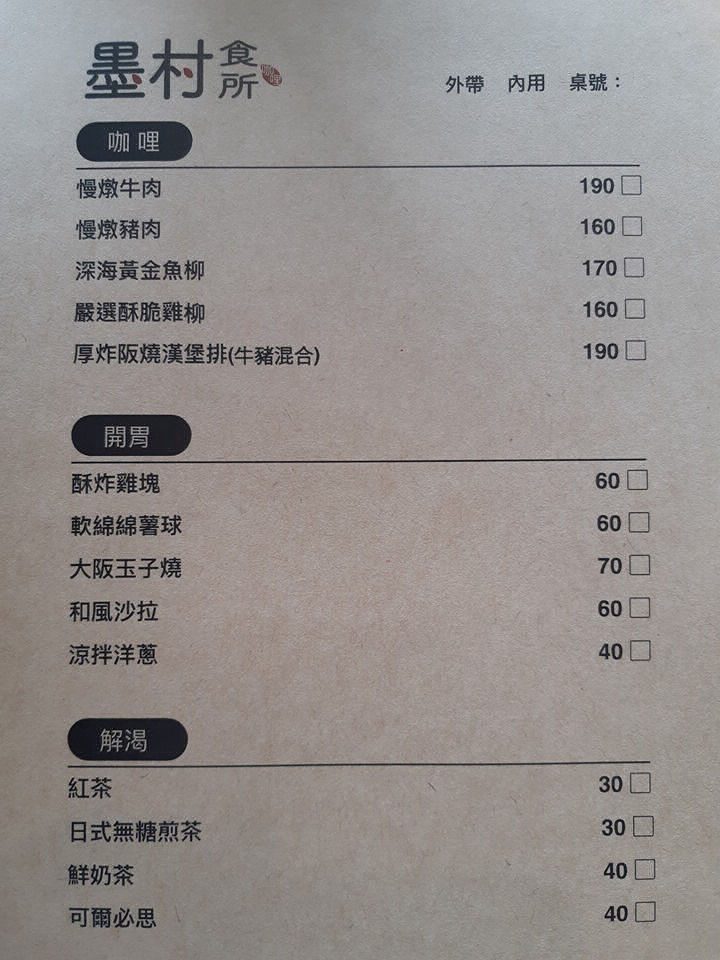 墨村食所 咖哩
外帶 內用 桌號：
咖哩
慢燉牛肉 190
慢燉豬肉 160
深海黃金魚柳 170
嚴選酥脆雞柳 160
厚炸阪燒漢堡排(牛豬混合) 190
開胃
酥炸雞塊 60
軟綿綿薯球 60
大阪玉子燒 70
和風沙拉 60
涼拌洋蔥 40
解渴
紅茶 30
日式無糖煎茶 30
鮮奶茶 40
可爾必思 40